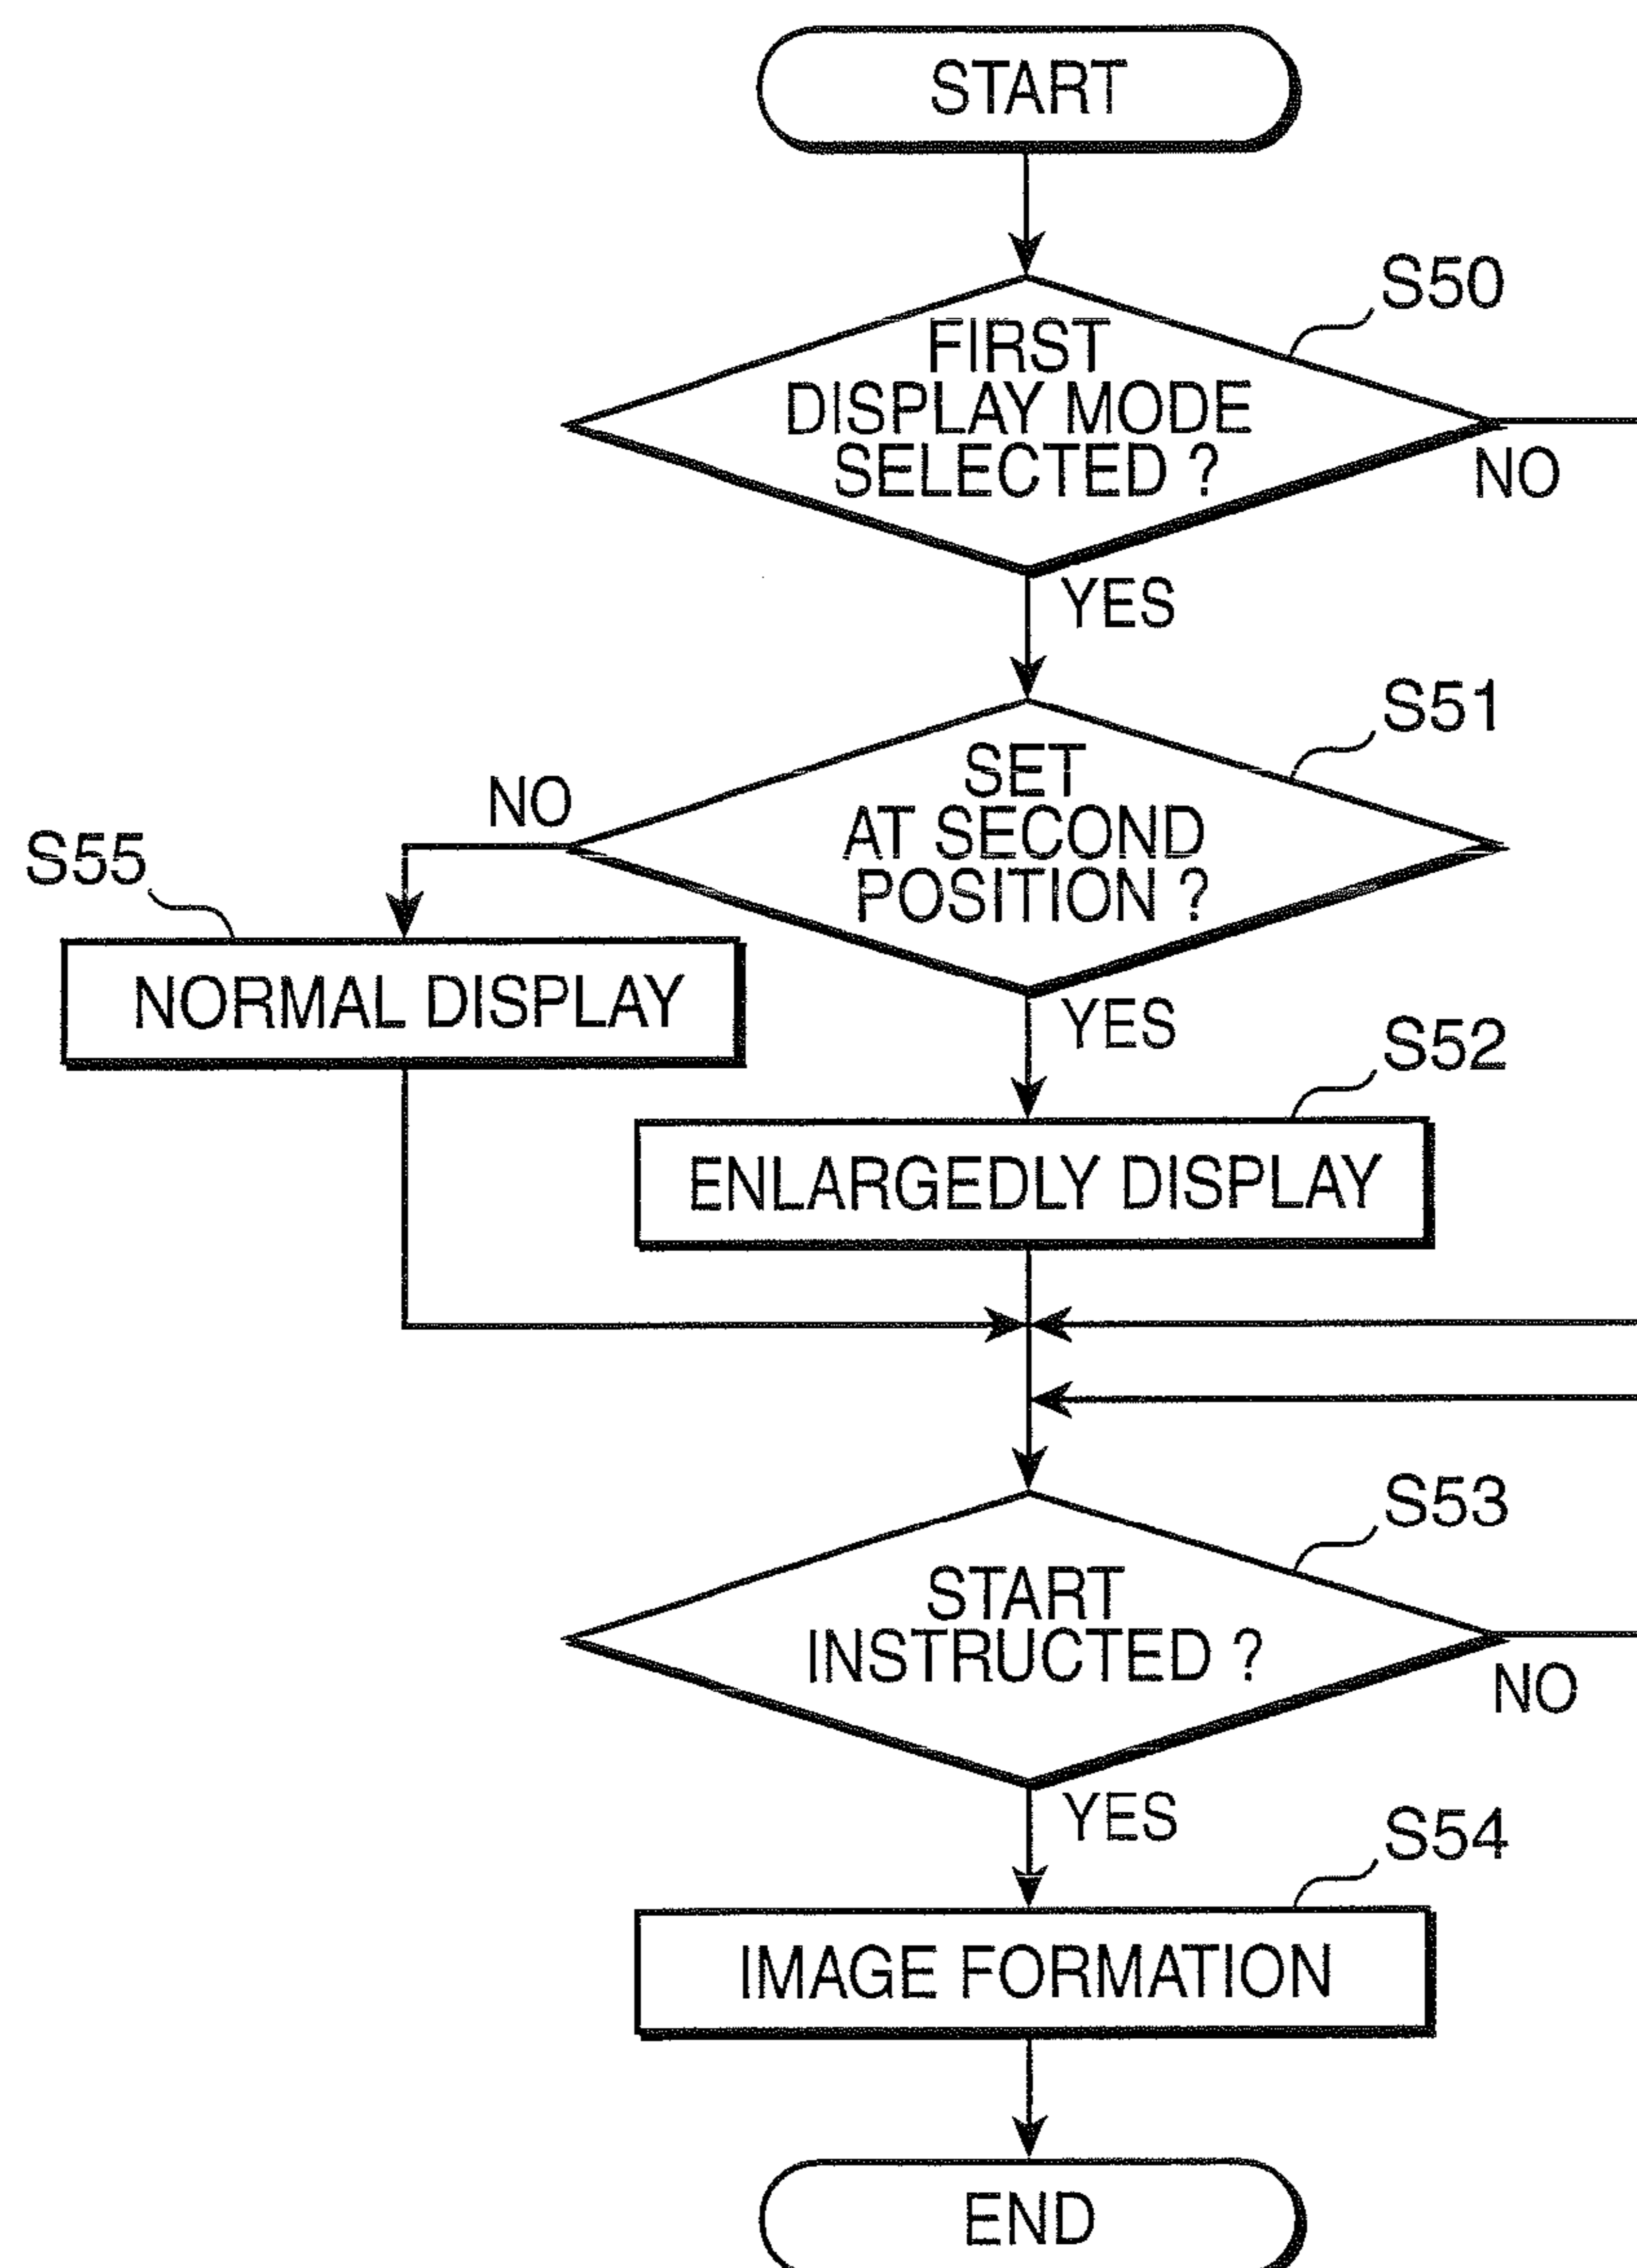 START
S50
FIRST
DISPLAY MODE
SELECTED ?
NO
YES
S51
SET
AT SECOND
POSITION ?
NO
S55
NORMAL DISPLAY
YES
S52
ENLARGEDLY DISPLAY
S53
START
INSTRUCTED ?
NO
YES
S54
IMAGE FORMATION
END